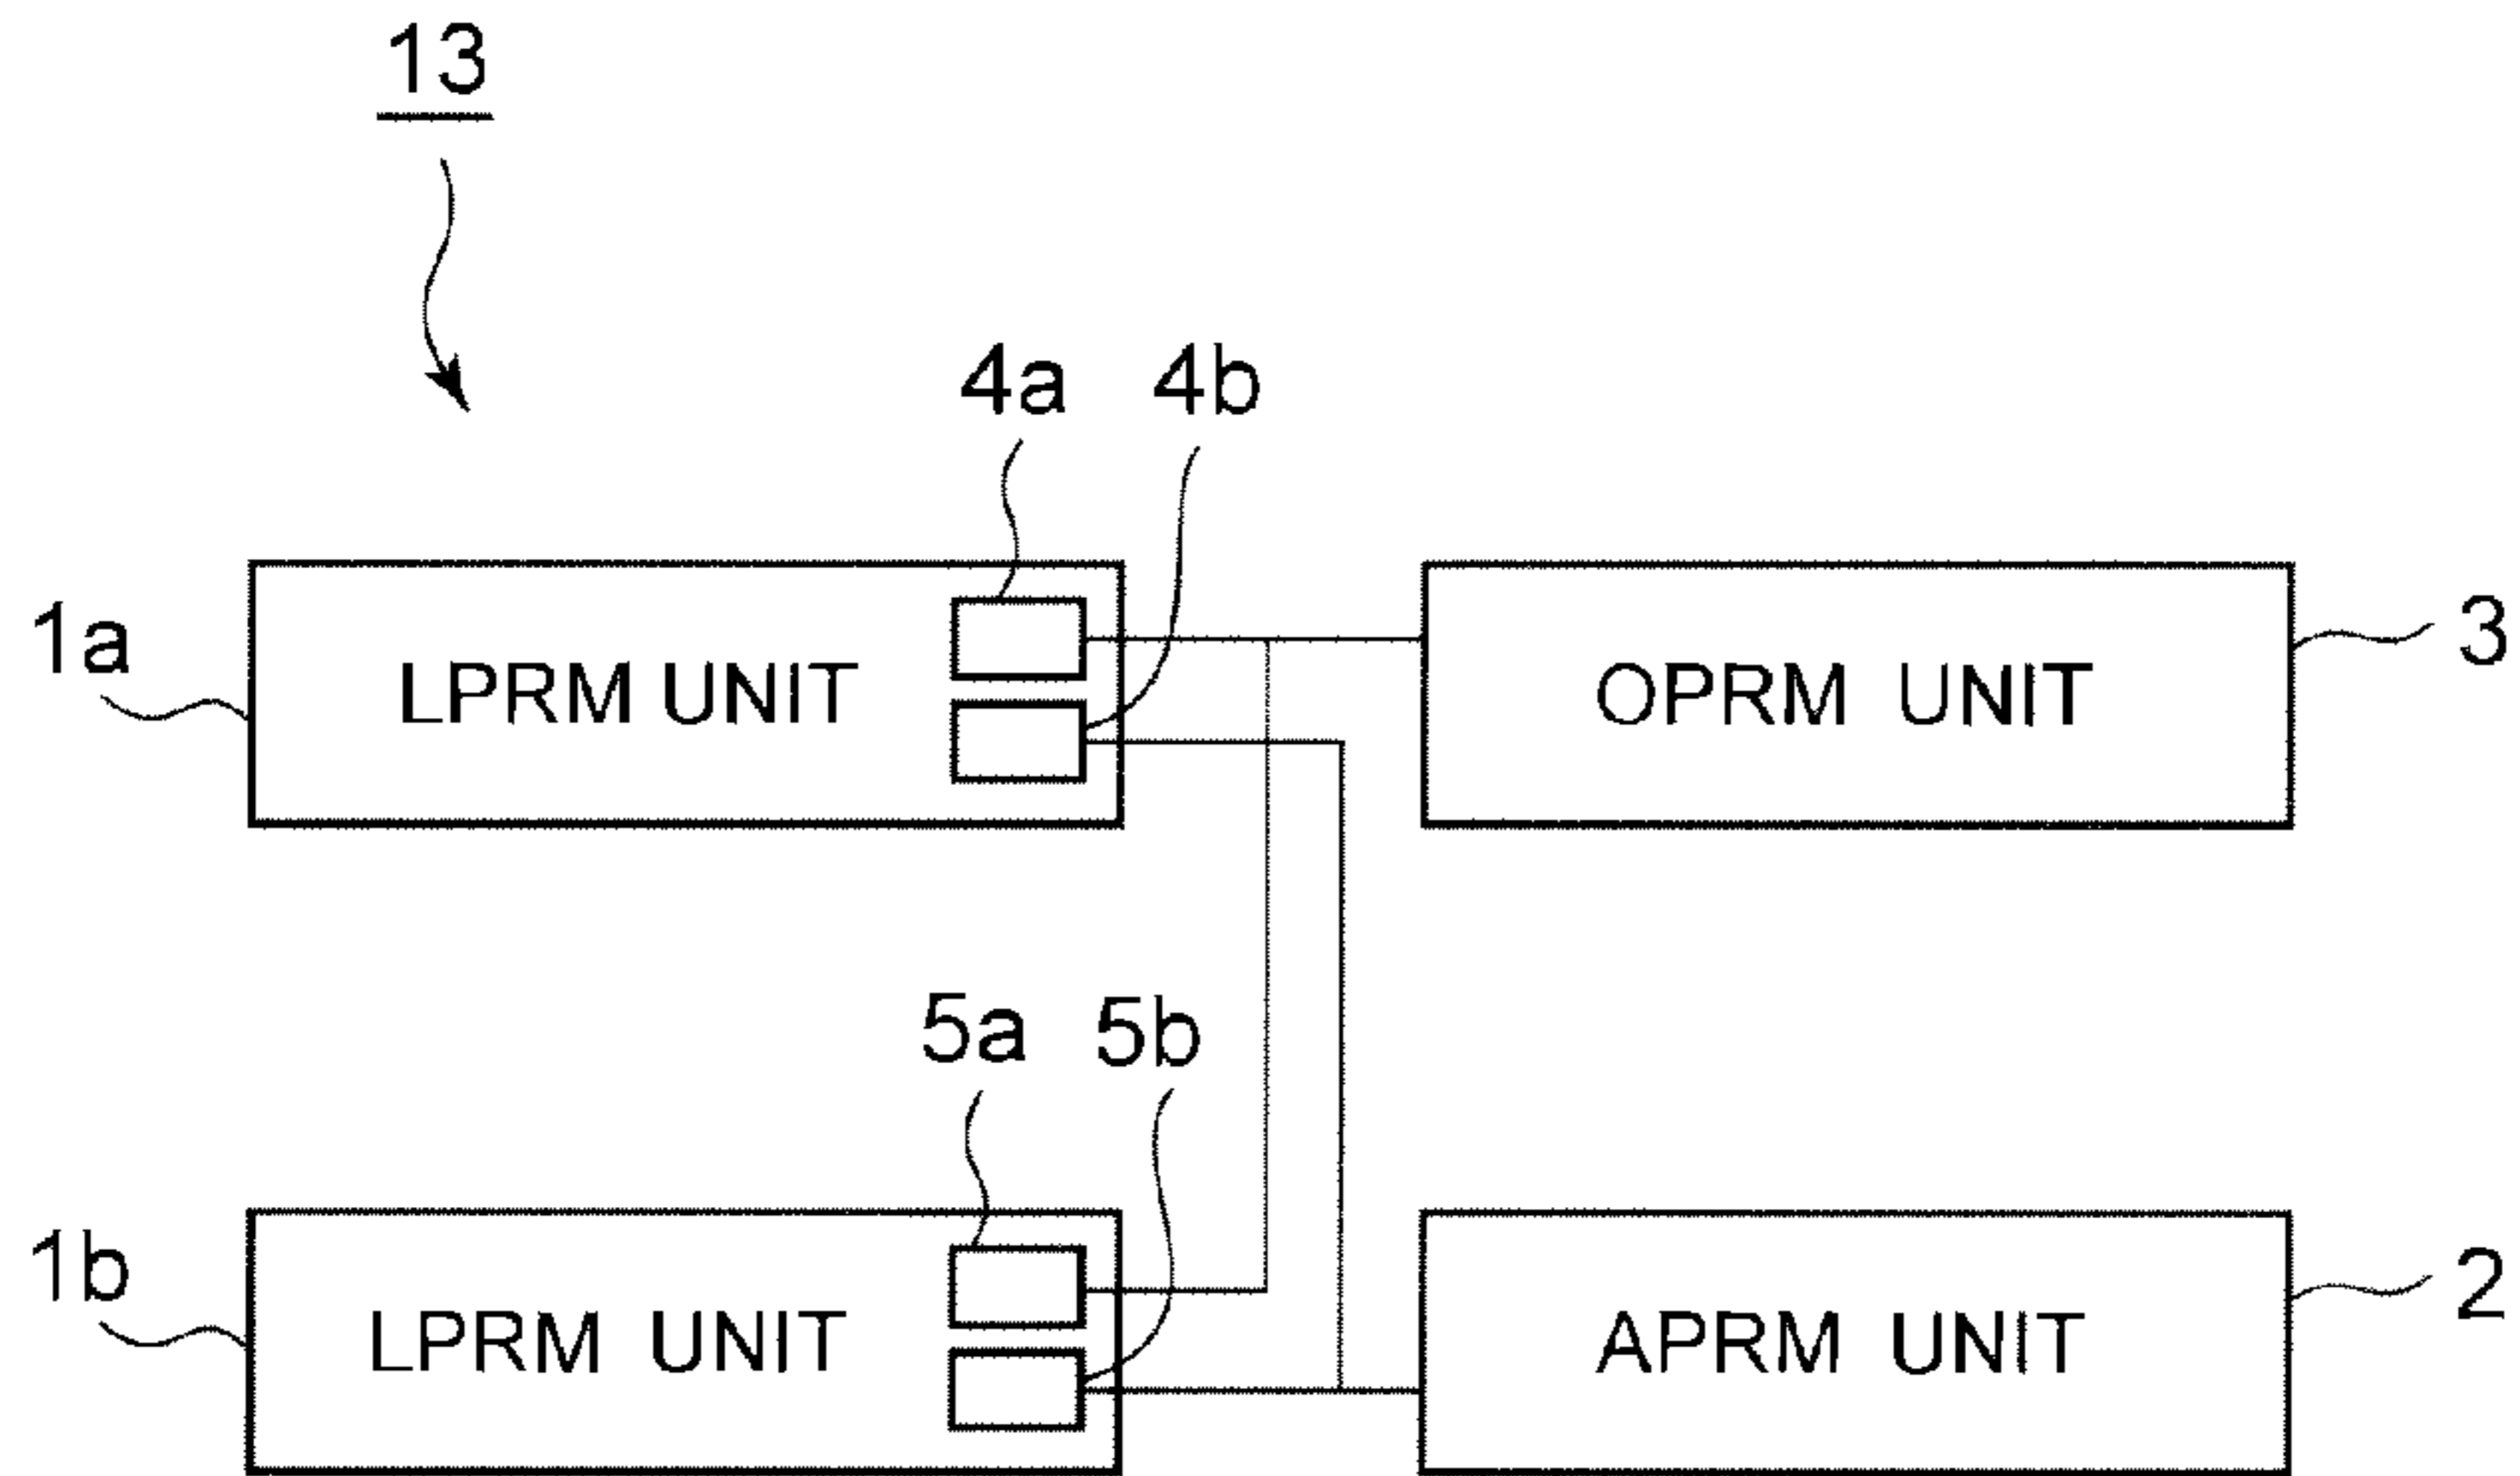 13
4a 4b
1a
LPRM UNIT
OPRM UNIT
3
5a 5b
1b
LPRM UNIT
APRM UNIT
2